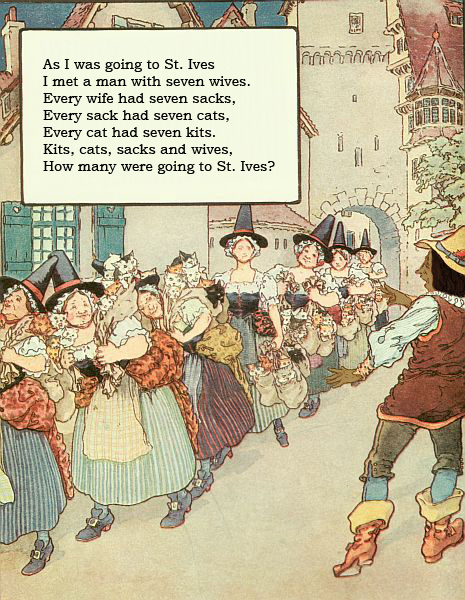 As I was going to St. Ives
I met a man with seven wives.
Every wife had seven sacks,
Every sack had seven cats,
Every cat had seven kits.
Kits, cats, sacks and wives,
How many were going to St. Ives?